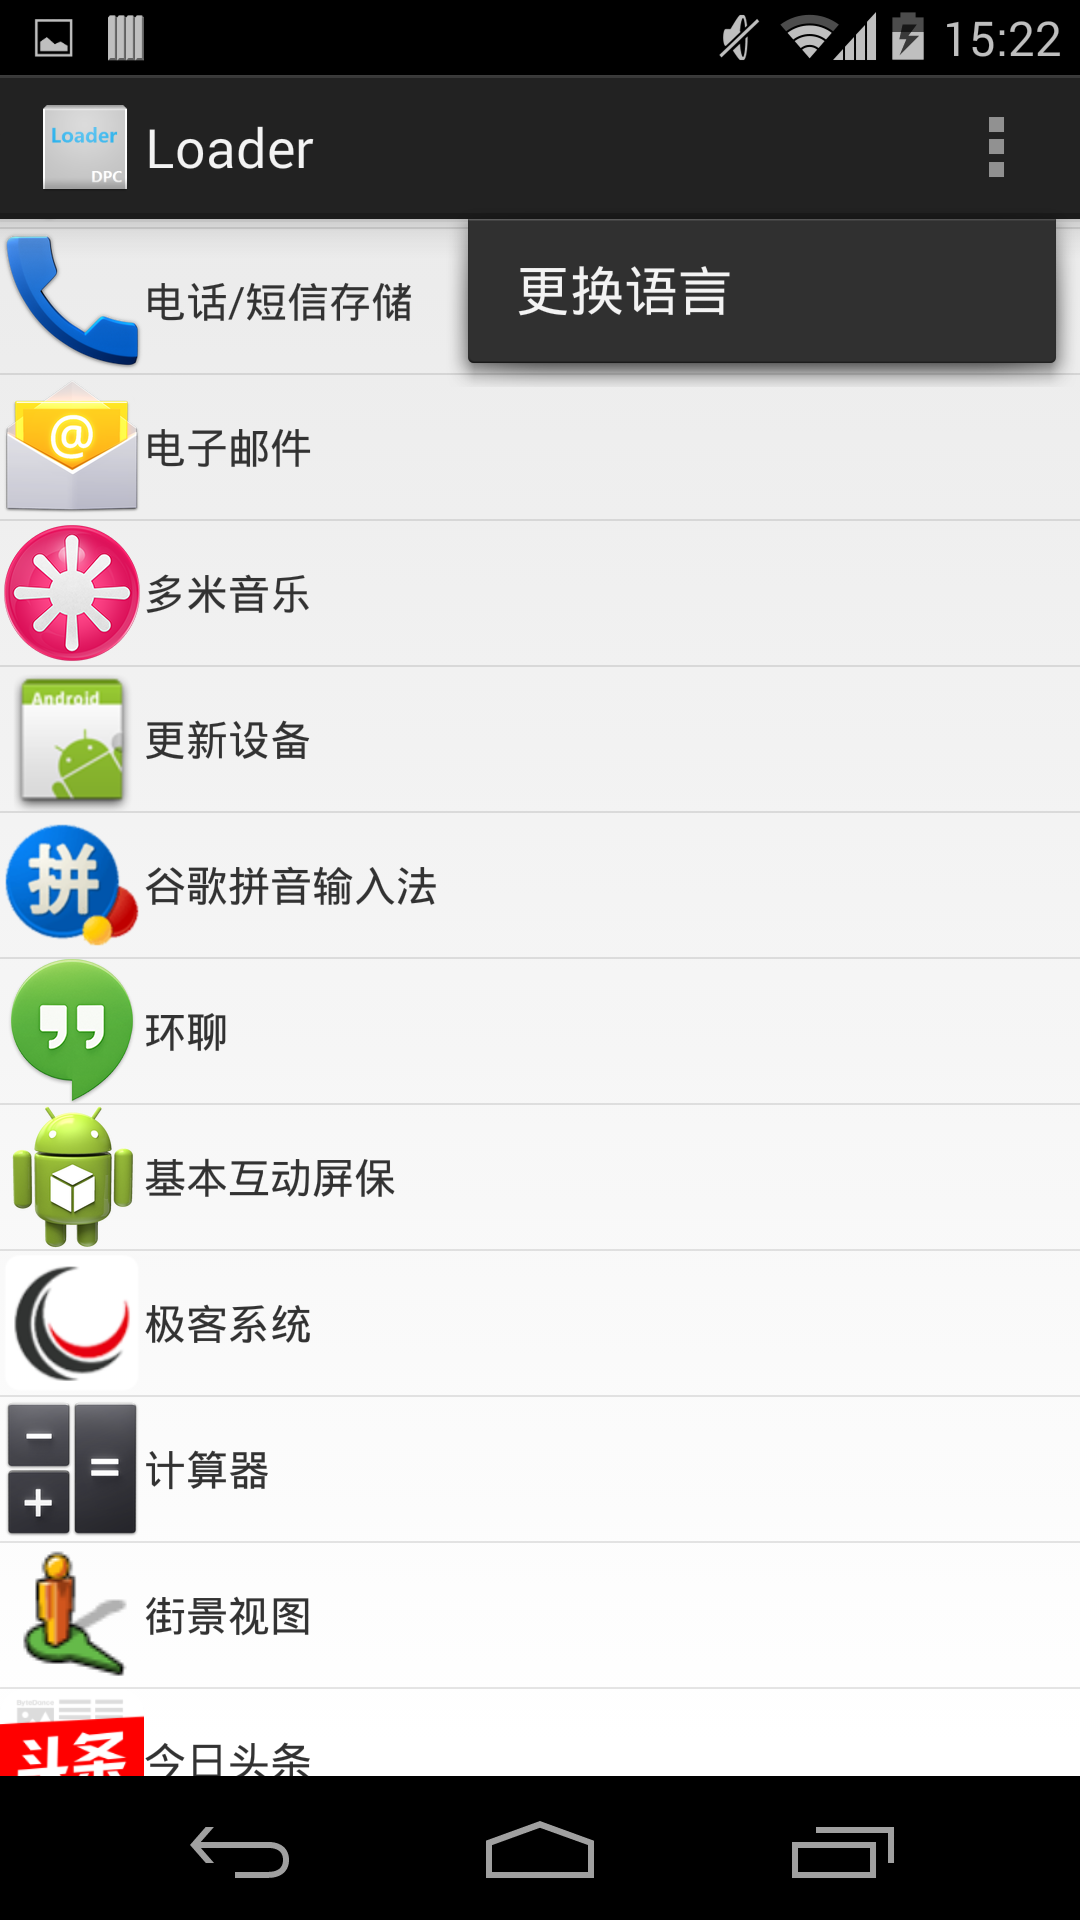 15:22
Loader
DPC
Loader
更换语言
电话/短信存储
@
电子邮件
多米音乐
Android
更新设备
拼
谷歌拼音输入法
环聊
基本互动屏保
极客系统
计算器
街景视图
ByteDance
头条
今日头条